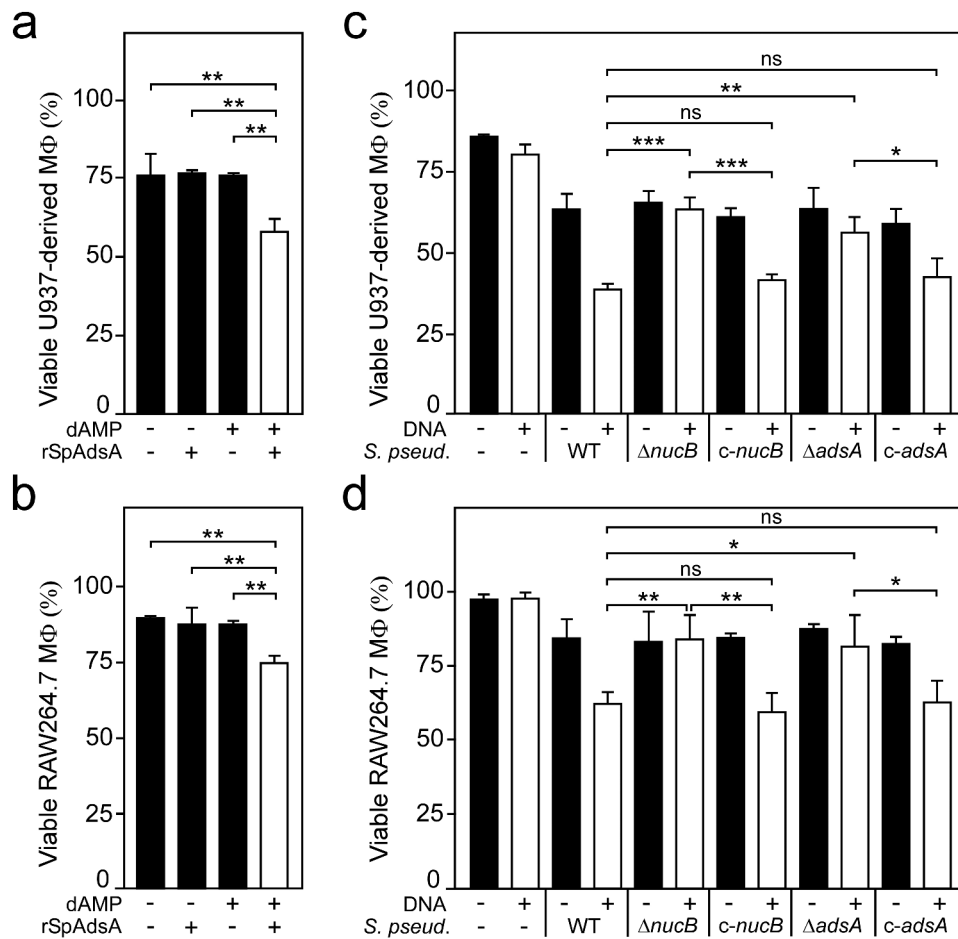 a
Viable U937-derived MΦ (%)
100
75
50
25
0
**
**
**
dAMP - - + +
rSpAdsA - + - +
c
Viable U937-derived MΦ (%)
100
75
50
25
0
ns
**
ns
***
***
*
DNA - + - + - + - + - + - +
S. pseud. - - WT ΔnucB c-nucB ΔadsA c-adsA
b
Viable RAW264.7 MΦ (%)
100
75
50
25
0
**
**
**
dAMP - - + +
rSpAdsA - + - +
d
Viable RAW264.7 MΦ (%)
100
75
50
25
0
ns
*
ns
**
**
*
DNA - + - + - + - + - + - +
S. pseud. - - WT ΔnucB c-nucB ΔadsA c-adsA